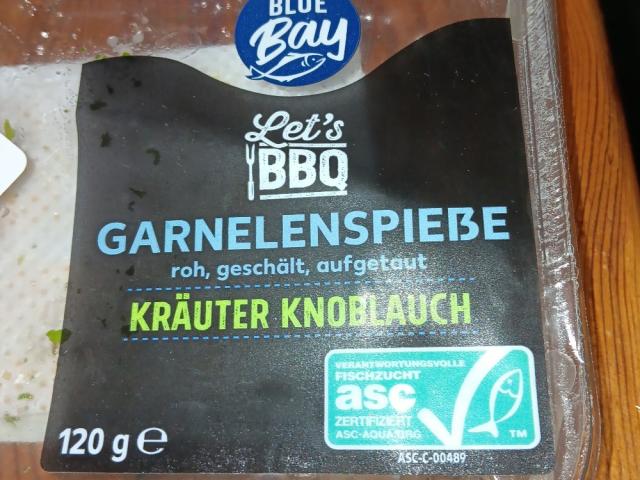 BLUE
Bay
Let's
BBQ
GARNELENSPIEẞE
roh, geschält, aufgetaut
KRÄUTER KNOBLAUCH
VERANTWORTUNGSVOLLE
FISCHZUCHT
asc
ZERTIFIZIERT
ASC-AQUA.ORG
TM
120 g ℮
ASC-C-00489